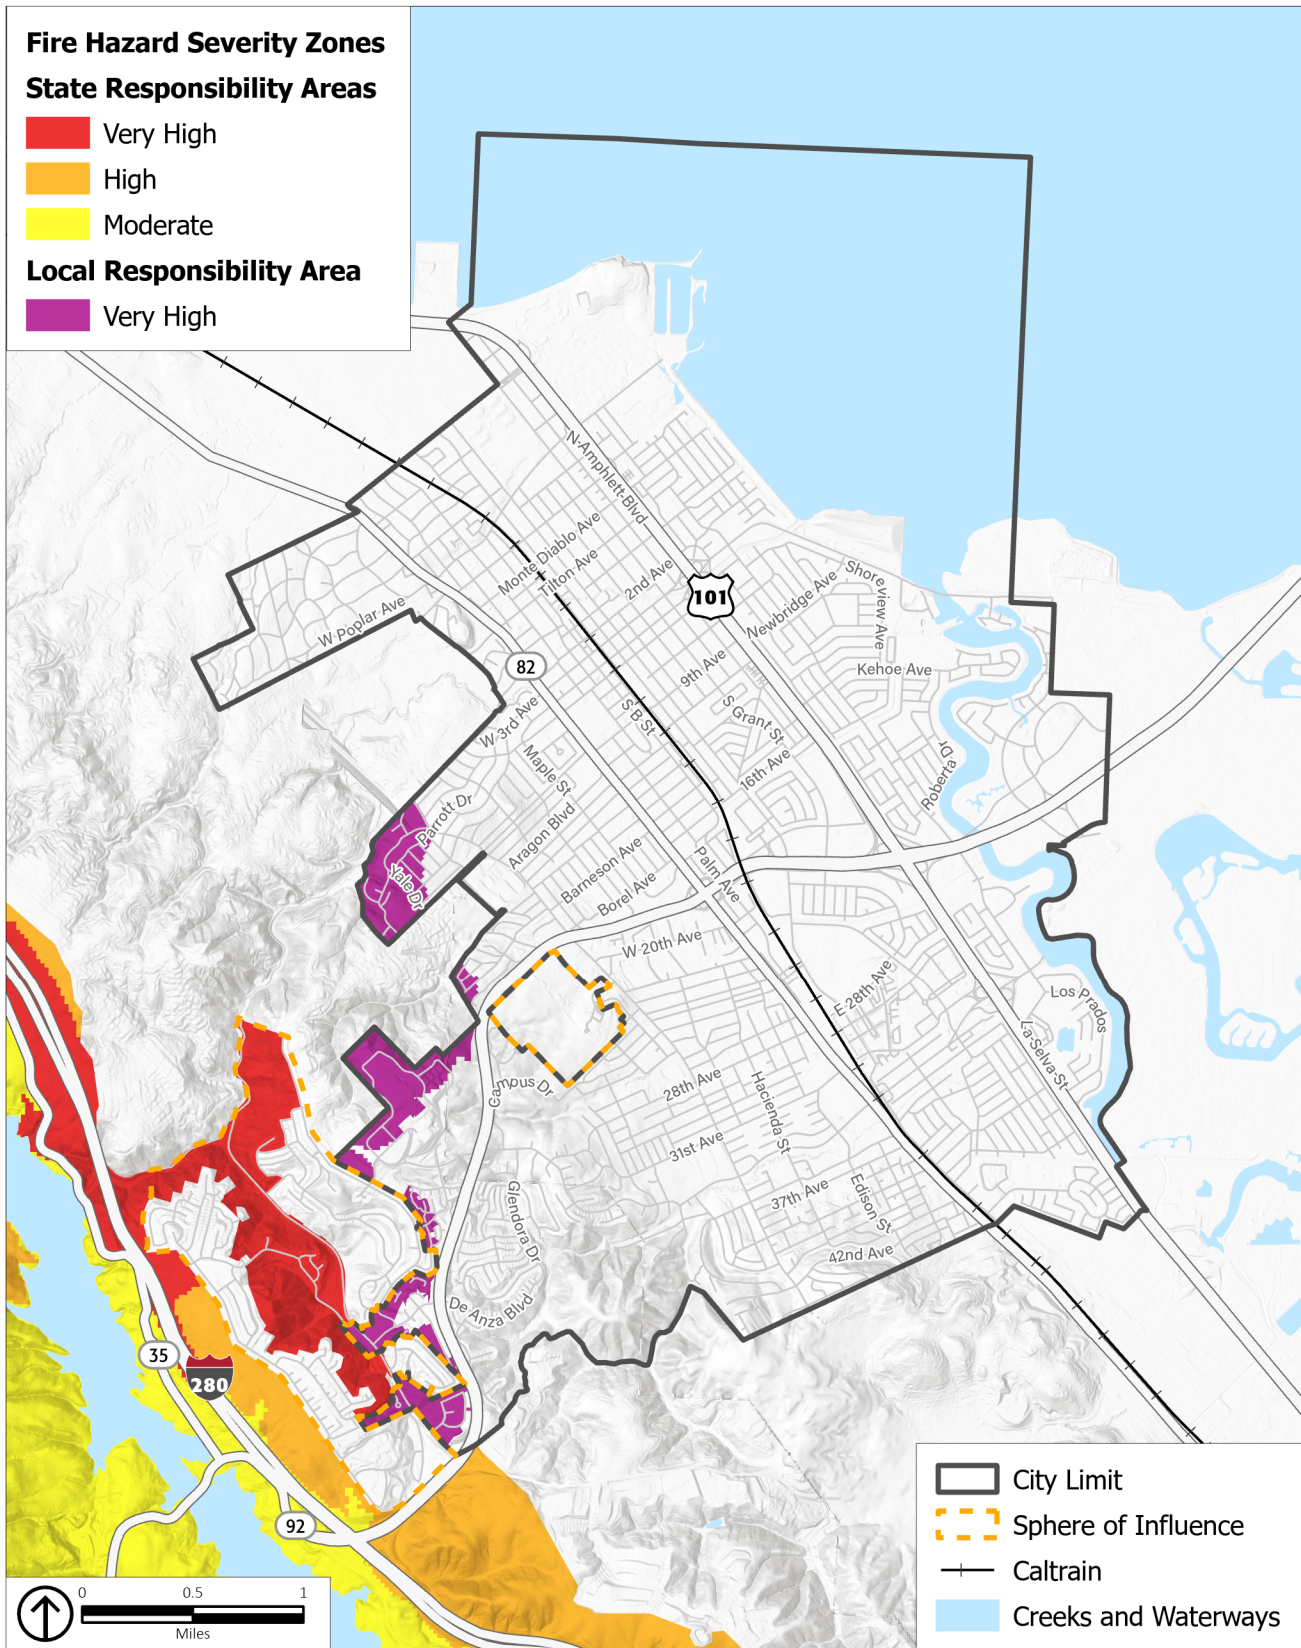 Fire Hazard Severity Zones
State Responsibility Areas
Very High
High
Moderate
Local Responsibility Area
Very High
N Amphlett Blvd
Monte Diablo Ave
Tilton Ave
2nd Ave
101
Newbridge Ave
Shoreview Ave
W Poplar Ave
82
9th Ave
Kehoe Ave
W 3rd Ave
S B St
S Grant St
Maple St
16th Ave
Roberta Dr
Parrott Dr
Aragon Blvd
Yale Dr
Barneson Ave
Palm Ave
Borel Ave
W 20th Ave
E 28th Ave
Los Prados
La Selva St
Campus Dr
28th Ave
Hacienda St
31st Ave
Glendora Dr
37th Ave
Edison St
42nd Ave
De Anza Blvd
35
280
92
City Limit
Sphere of Influence
Caltrain
Creeks and Waterways
0 0.5 1
Miles